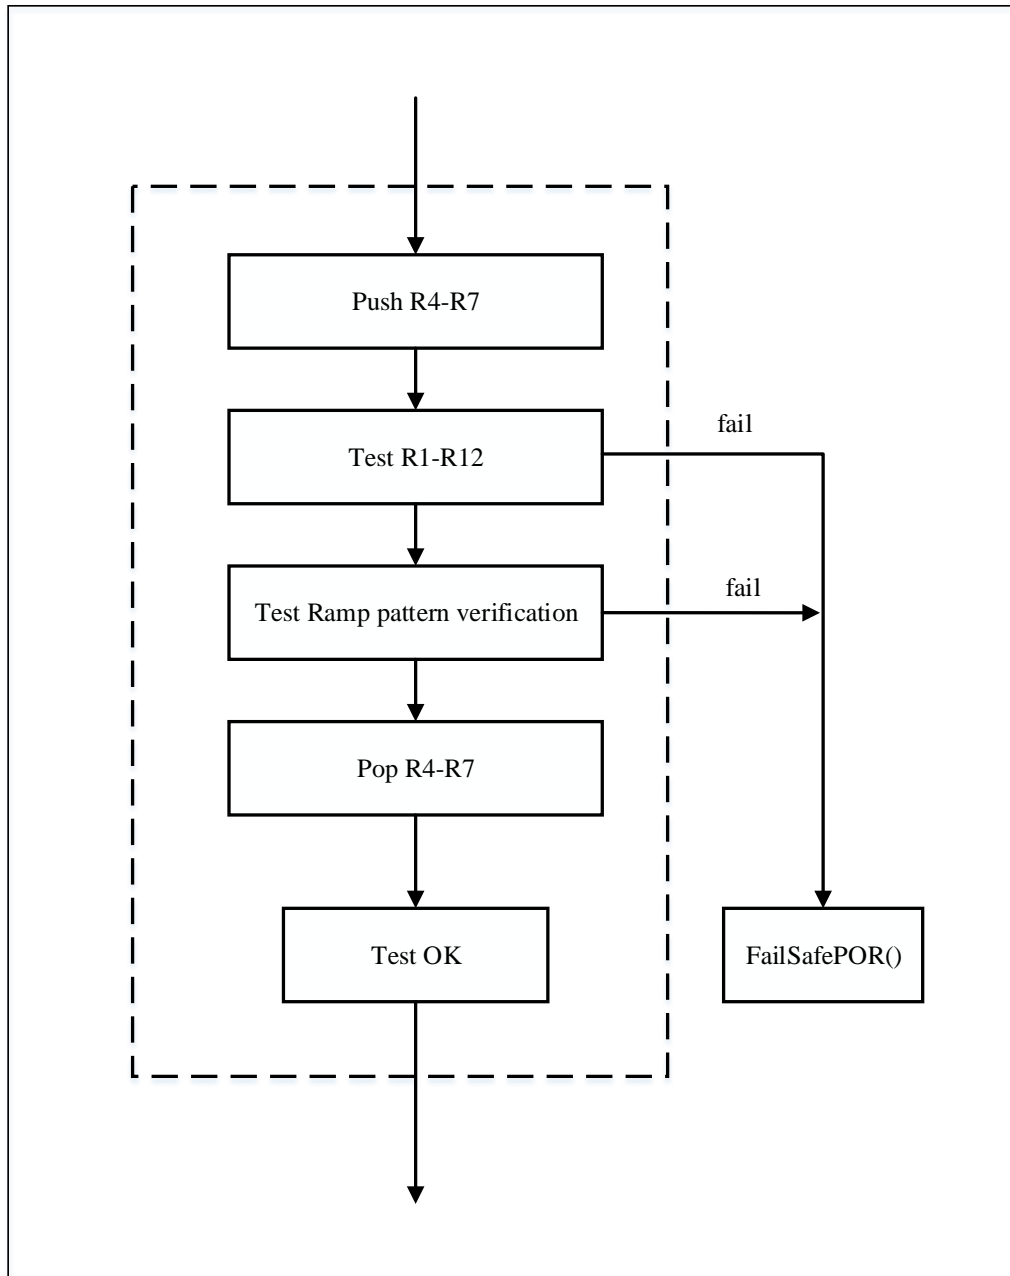 Push R4-R7
Test R1-R12
fail
Test Ramp pattern verification
fail
Pop R4-R7
Test OK
FailSafePOR()